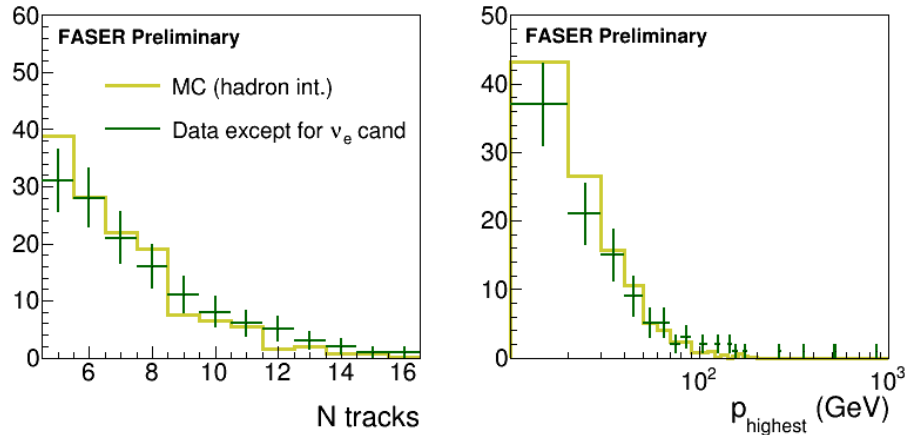 60
50
40
30
20
10
0
FASER Preliminary
MC (hadron int.)
Data except for νe cand
6 8 10 12 14 16
N tracks
50
40
30
20
10
0
FASER Preliminary
10² 10³
p_highest (GeV)